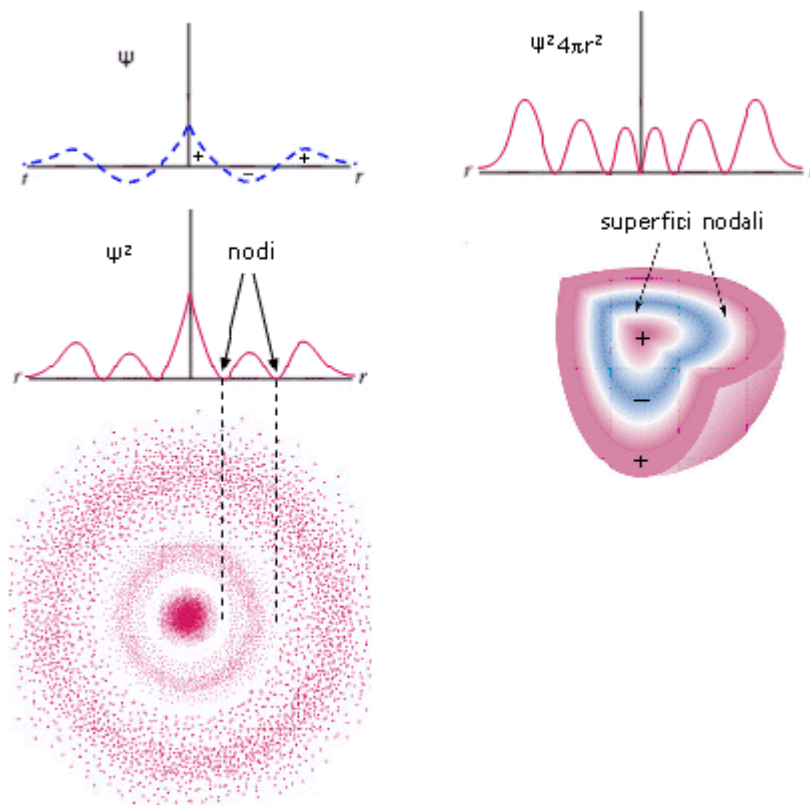 Ψ
+
−
+
r
r
Ψ²
nodi
r
r
Ψ²4πr²
r
r
superfici nodali
+
−
+